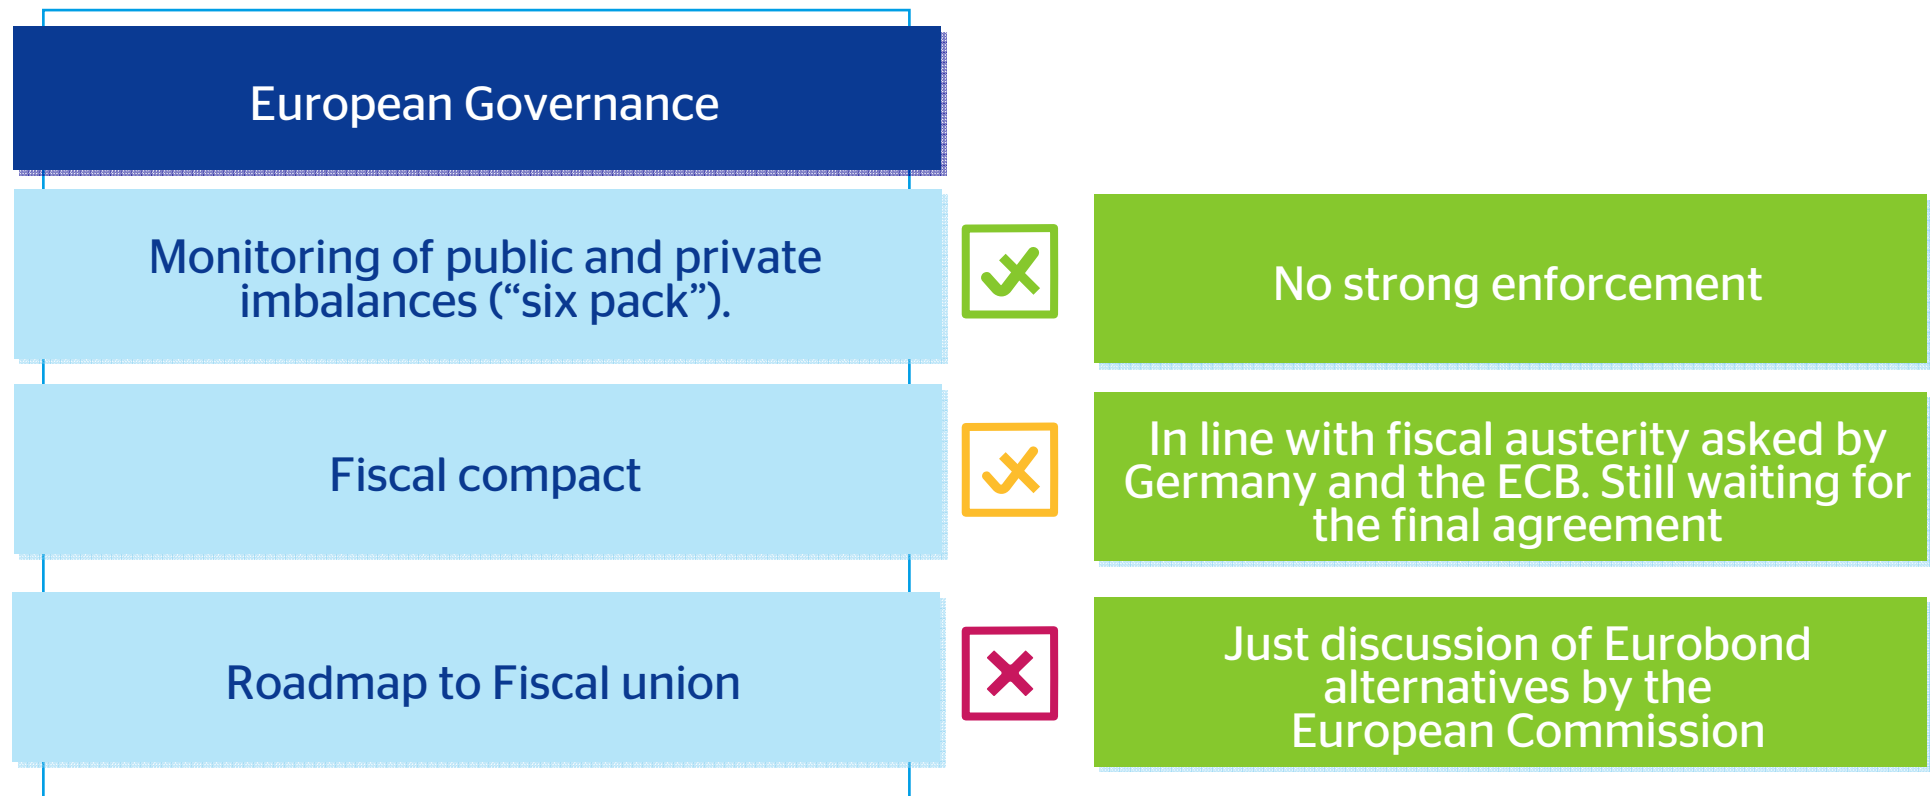 European Governance
Monitoring of public and private
imbalances (“six pack”).
No strong enforcement
Fiscal compact
In line with fiscal austerity asked by
Germany and the ECB. Still waiting for
the final agreement
Roadmap to Fiscal union
Just discussion of Eurobond
alternatives by the
European Commission